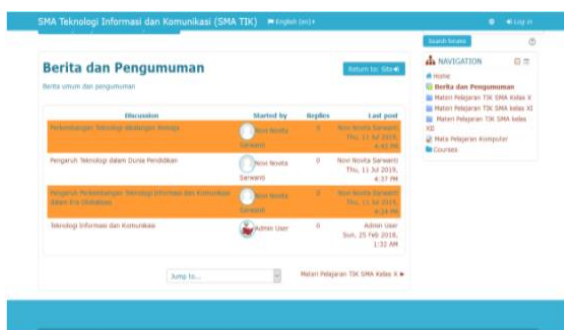 SMA Teknologi Informasi dan Komunikasi (SMA TIK)
English (en)
Log in
Search forums
Berita dan Pengumuman
Return to: Site
Berita umum dan pengumuman
Discussion Started by Replies Last post
Perkembangan Teknologi dikalangan Remaja
Novi Novita Sarwanti
0
Novi Novita Sarwanti
Thu, 11 Jul 2019,
4:42 PM
Pengaruh Teknologi dalam Dunia Pendidikan
Novi Novita Sarwanti
0
Novi Novita Sarwanti
Thu, 11 Jul 2019,
4:37 PM
Pengaruh Perkembangan Teknologi Informasi dan Komunikasi
dalam Era Globalisasi
Novi Novita Sarwanti
0
Novi Novita Sarwanti
Thu, 11 Jul 2019,
PM
Teknologi Informasi dan Komunikasi
Admin User
0
Admin User
Sun, 25 Feb 2018,
1:32 AM
Jump to...
Materi Pelajaran TIK SMA Kelas X ►
NAVIGATION
Home
Berita dan Pengumuman
Materi Pelajaran TIK SMA Kelas X
Materi Pelajaran TIK SMA kelas XI
Materi Pelajaran TIK SMA kelas
XII
Mata Pelajaran Komputer
Courses